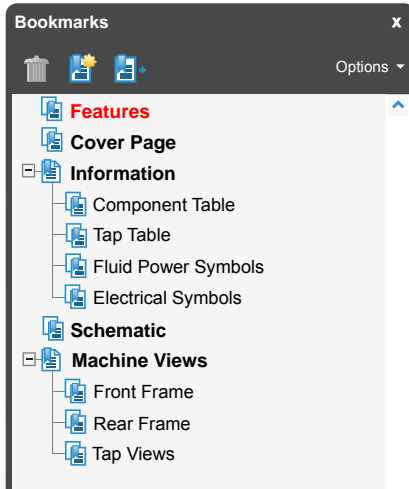 Bookmarks x
Options
Features
Cover Page
Information
Component Table
Tap Table
Fluid Power Symbols
Electrical Symbols
Schematic
Machine Views
Front Frame
Rear Frame
Tap Views